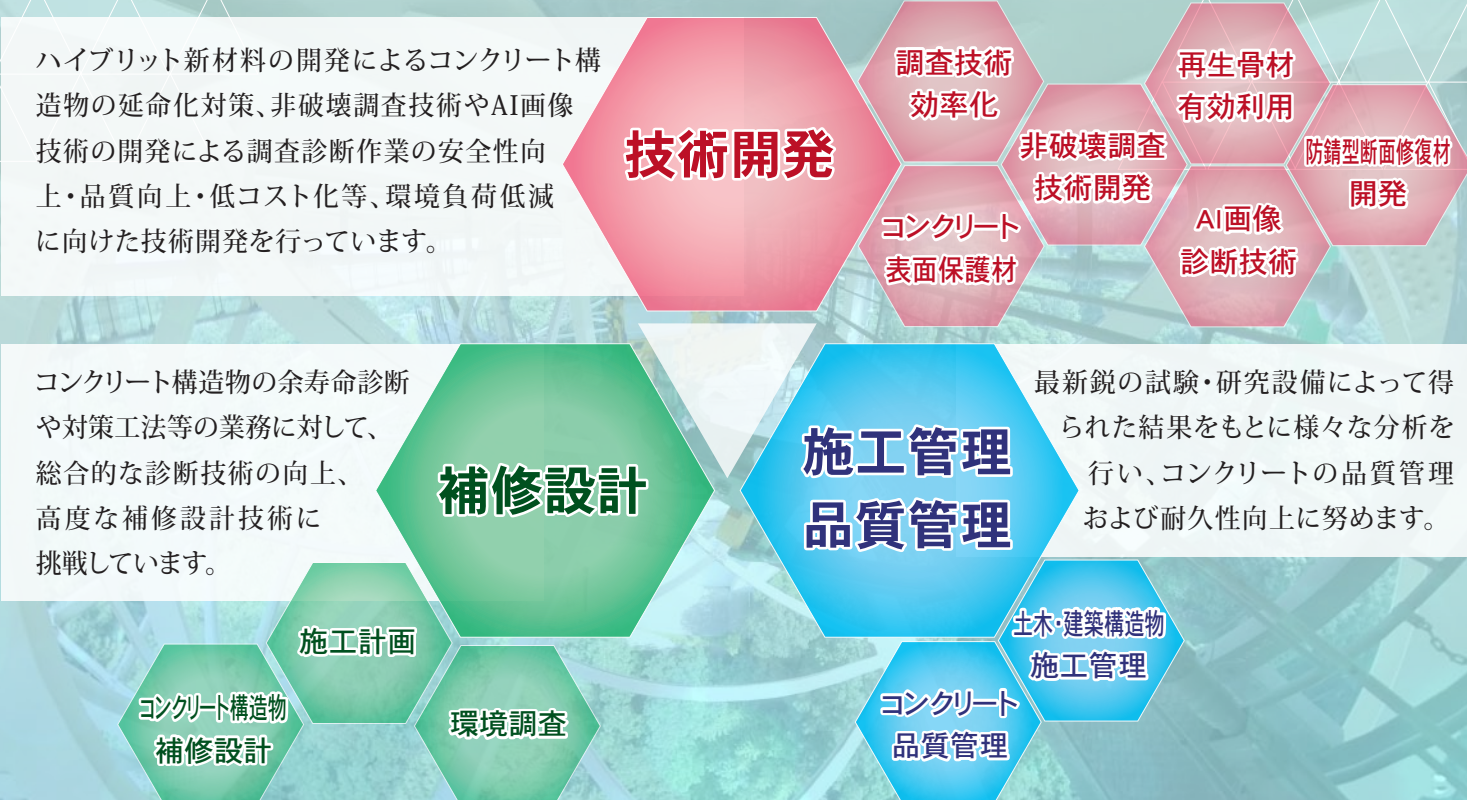 ハイブリット新材料の開発によるコンクリート構
造物の延命化対策、非破壊調査技術やAI画像
技術の開発による調査診断作業の安全性向
上・品質向上・低コスト化等、環境負荷低減
に向けた技術開発を行っています。
技術開発
調査技術
効率化
再生骨材
有効利用
非破壊調査
技術開発
防錆型断面修復材
開発
コンクリート
表面保護材
AI画像
診断技術
コンクリート構造物の余寿命診断
や対策工法等の業務に対して、
総合的な診断技術の向上、
高度な補修設計技術に
挑戦しています。
補修設計
施工計画
コンクリート構造物
補修設計
環境調査
施工管理
品質管理
最新鋭の試験・研究設備によって得
られた結果をもとに様々な分析を
行い、コンクリートの品質管理
および耐久性向上に努めます。
土木・建築構造物
施工管理
コンクリート
品質管理